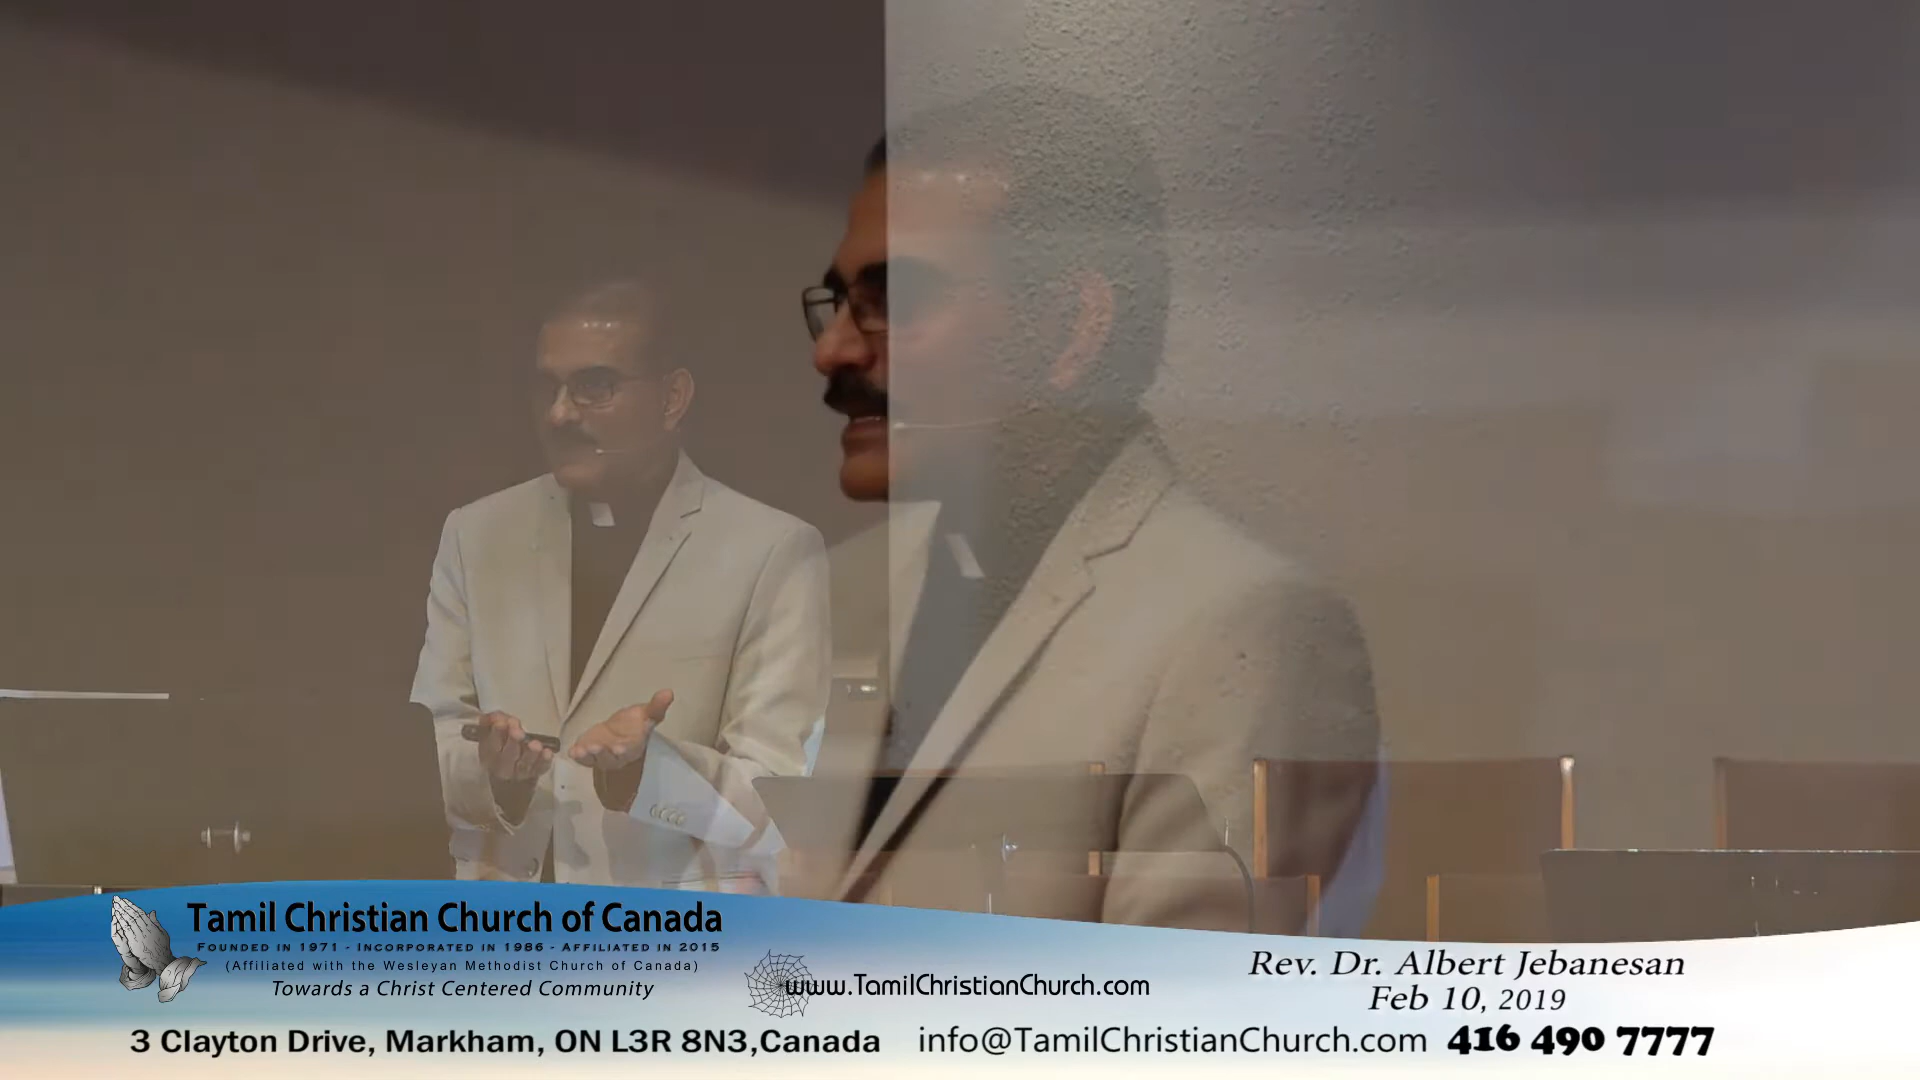 Tamil Christian Church of Canada
FOUNDED IN 1971 - INCORPORATED IN 1986 - AFFILIATED IN 2015
(Affiliated with the Wesleyan Methodist Church of Canada)
Towards a Christ Centered Community
www.TamilChristianChurch.com
Rev. Dr. Albert Jebanesan
Feb 10, 2019
3 Clayton Drive, Markham, ON L3R 8N3,Canada
info@TamilChristianChurch.com
416 490 7777